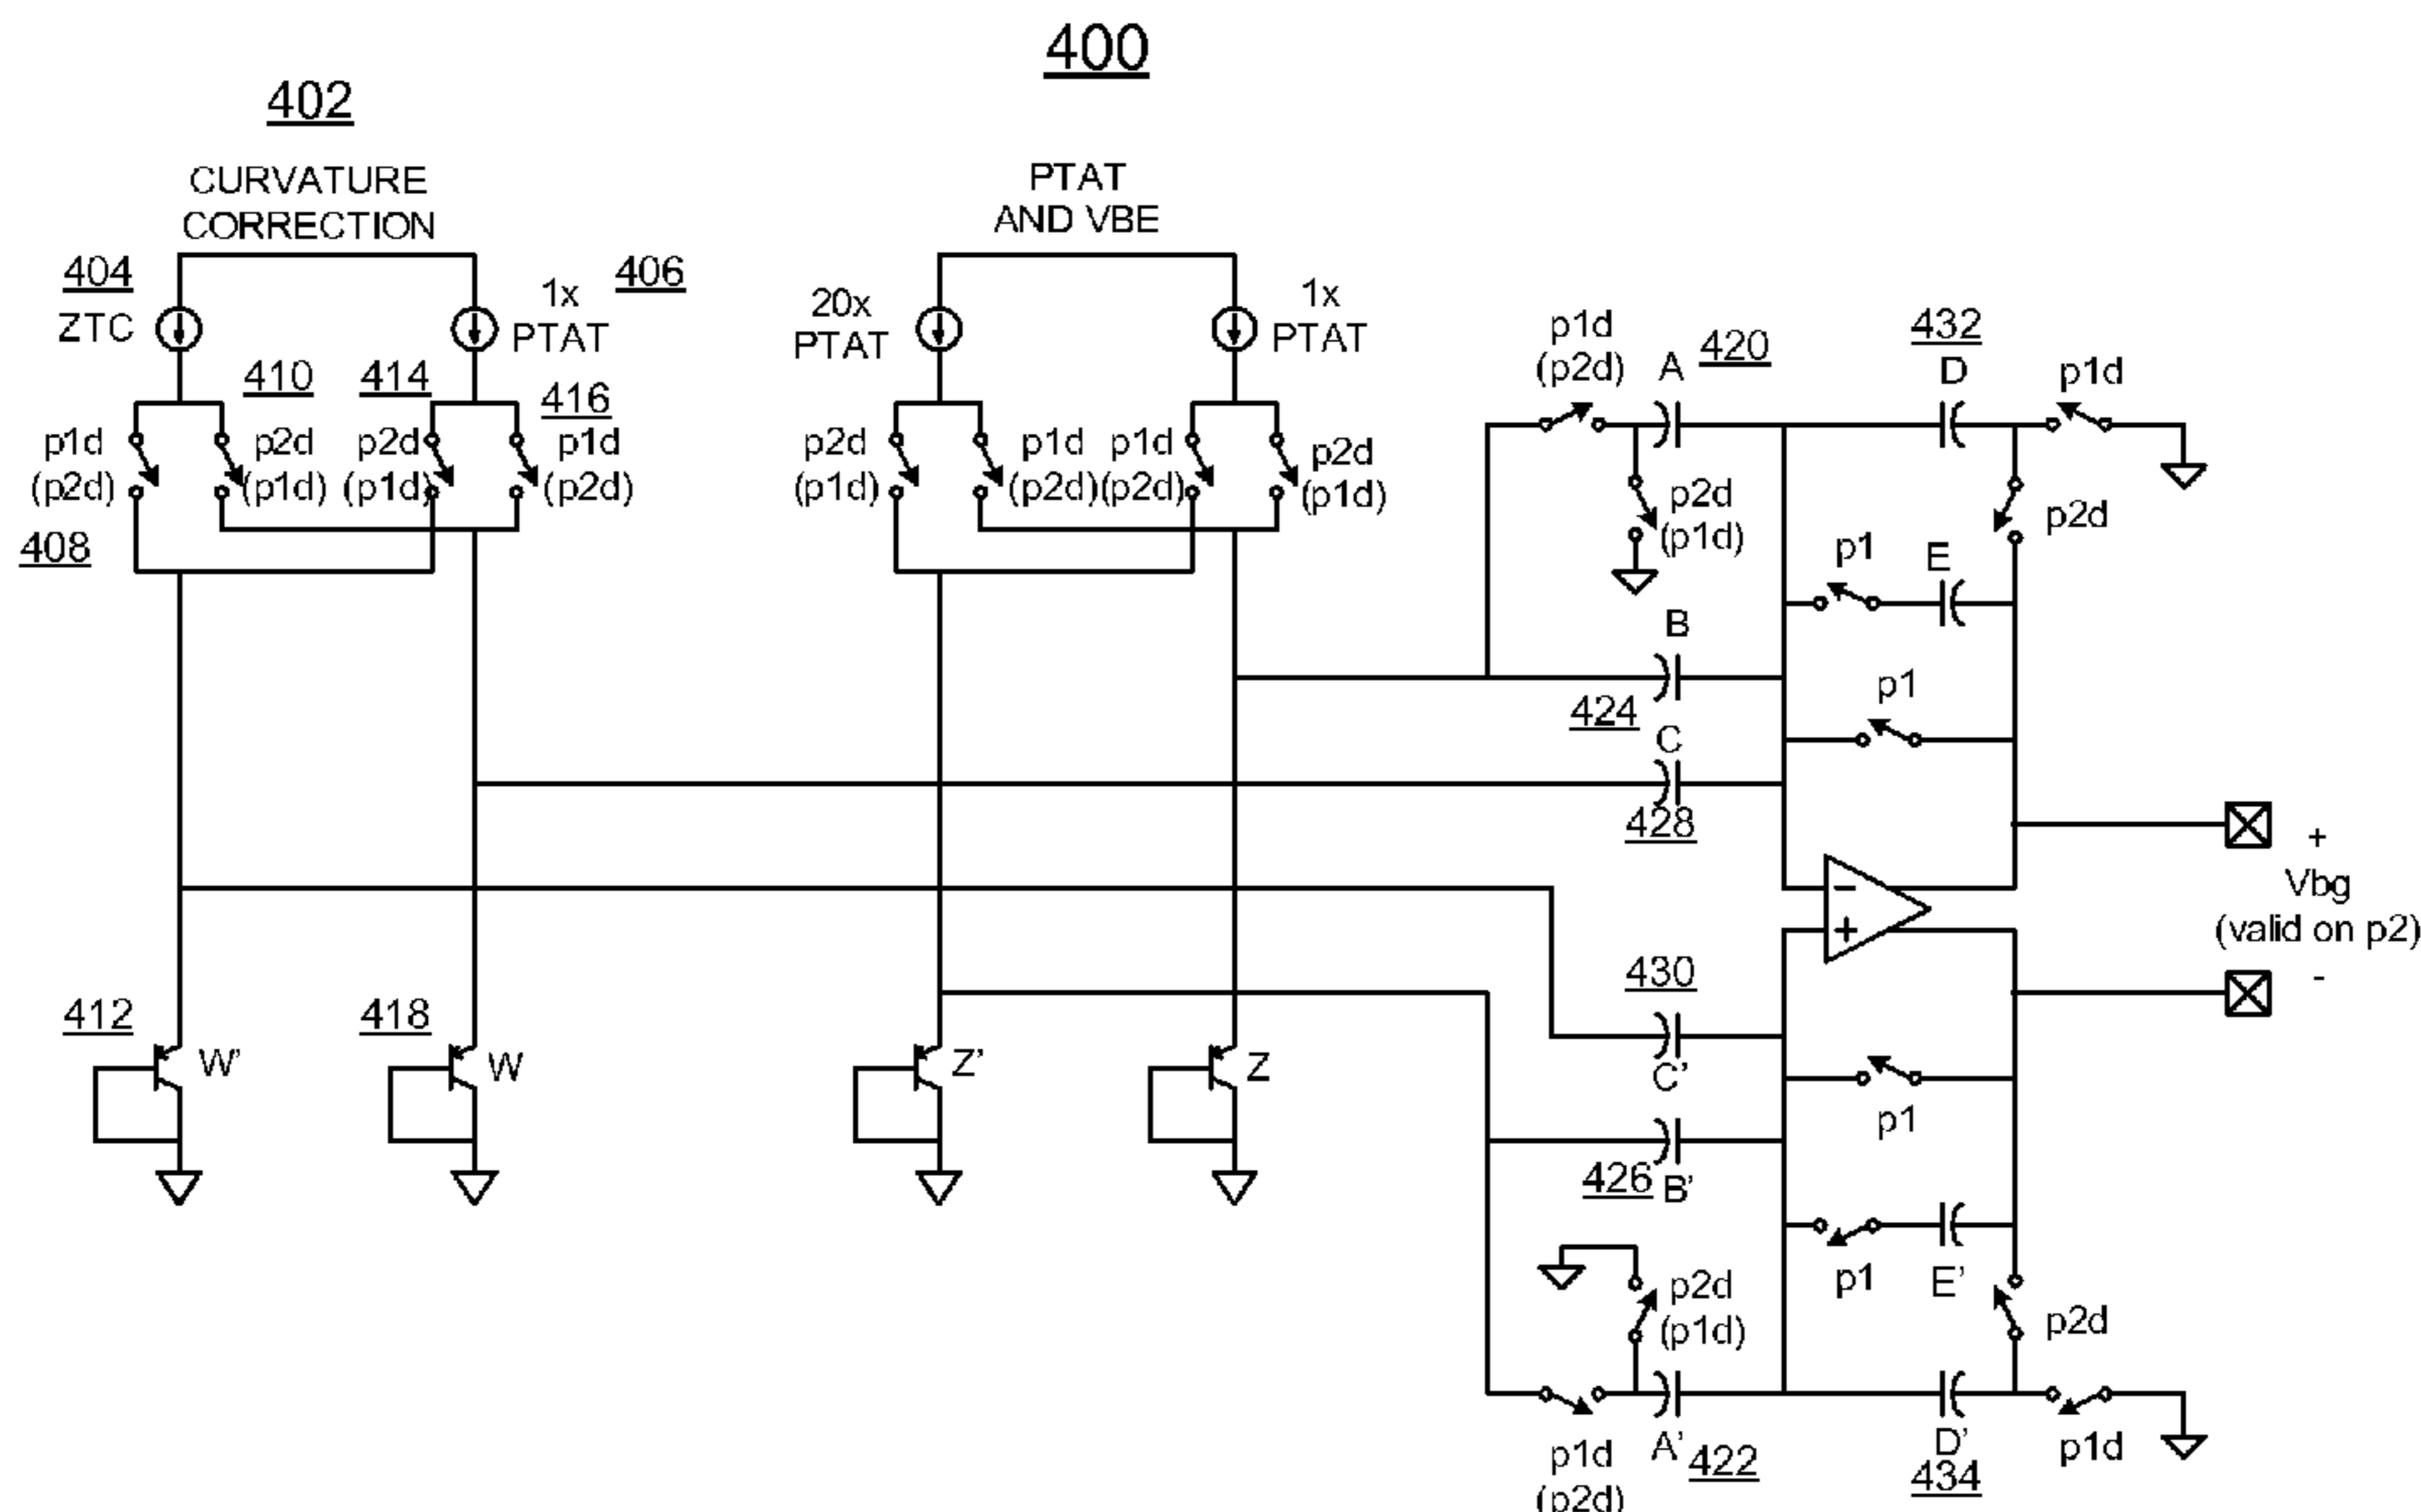 400
402
CURVATURE
CORRECTION
PTAT
AND VBE
404
ZTC
1x
PTAT
406
20x
PTAT
1x
PTAT
410
414
416
p1d
(p2d)
p2d
(p1d)
p2d
(p1d)
p1d
(p2d)
408
p2d
(p1d)
p1d
(p2d)
p1d
(p2d)
p2d
(p1d)
p1d
(p2d)
A
420
432
D
p1d
p2d
(p1d)
p2d
p1
E
B
424
p1
C
428
-
+
+
Vbg
(valid on p2)
-
430
C'
412
W'
418
W
Z'
Z
p1
426
B'
p1
E'
p2d
(p1d)
p2d
p1d
(p2d)
A'
422
D'
434
p1d